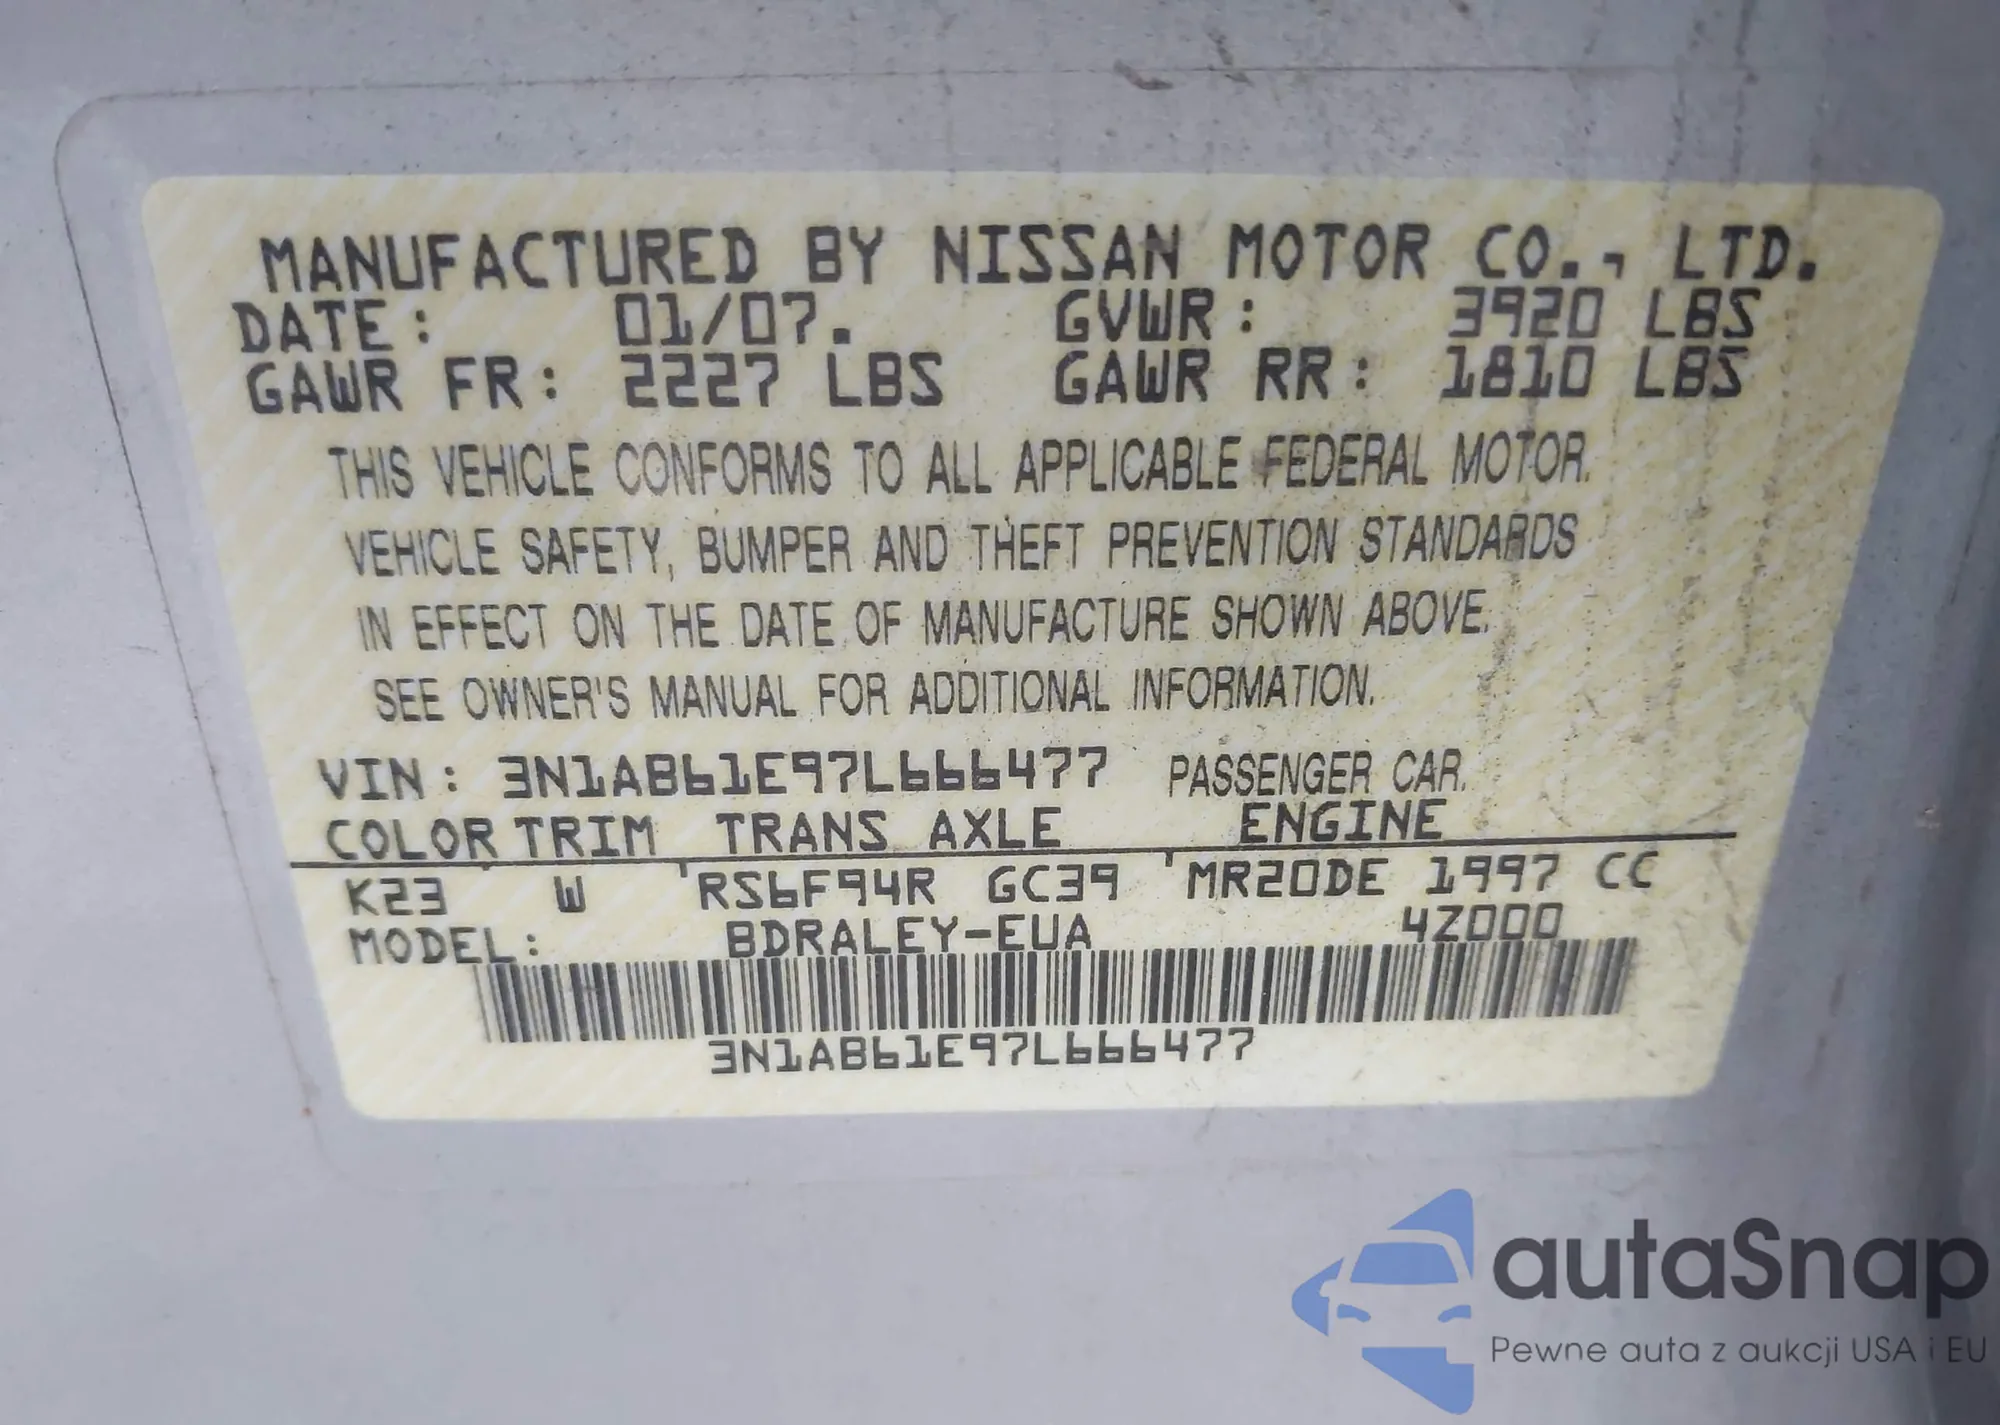 MANUFACTURED BY NISSAN MOTOR CO., LTD.
DATE: 01/07. GVWR: 3920 LBS
GAWR FR: 2227 LBS GAWR RR: 1810 LBS
THIS VEHICLE CONFORMS TO ALL APPLICABLE FEDERAL MOTOR
VEHICLE SAFETY, BUMPER AND THEFT PREVENTION STANDARDS
IN EFFECT ON THE DATE OF MANUFACTURE SHOWN ABOVE.
SEE OWNER'S MANUAL FOR ADDITIONAL INFORMATION.
VIN: 3N1AB61E97L666477 PASSENGER CAR.
COLOR TRIM TRANS AXLE ENGINE
K23 W RS6F94R GC39 MR20DE 1997 CC
MODEL: BDRALEY-EUA 4Z000
3N1AB61E97L666477
autaSnap
Pewne auta z aukcji USA i EU